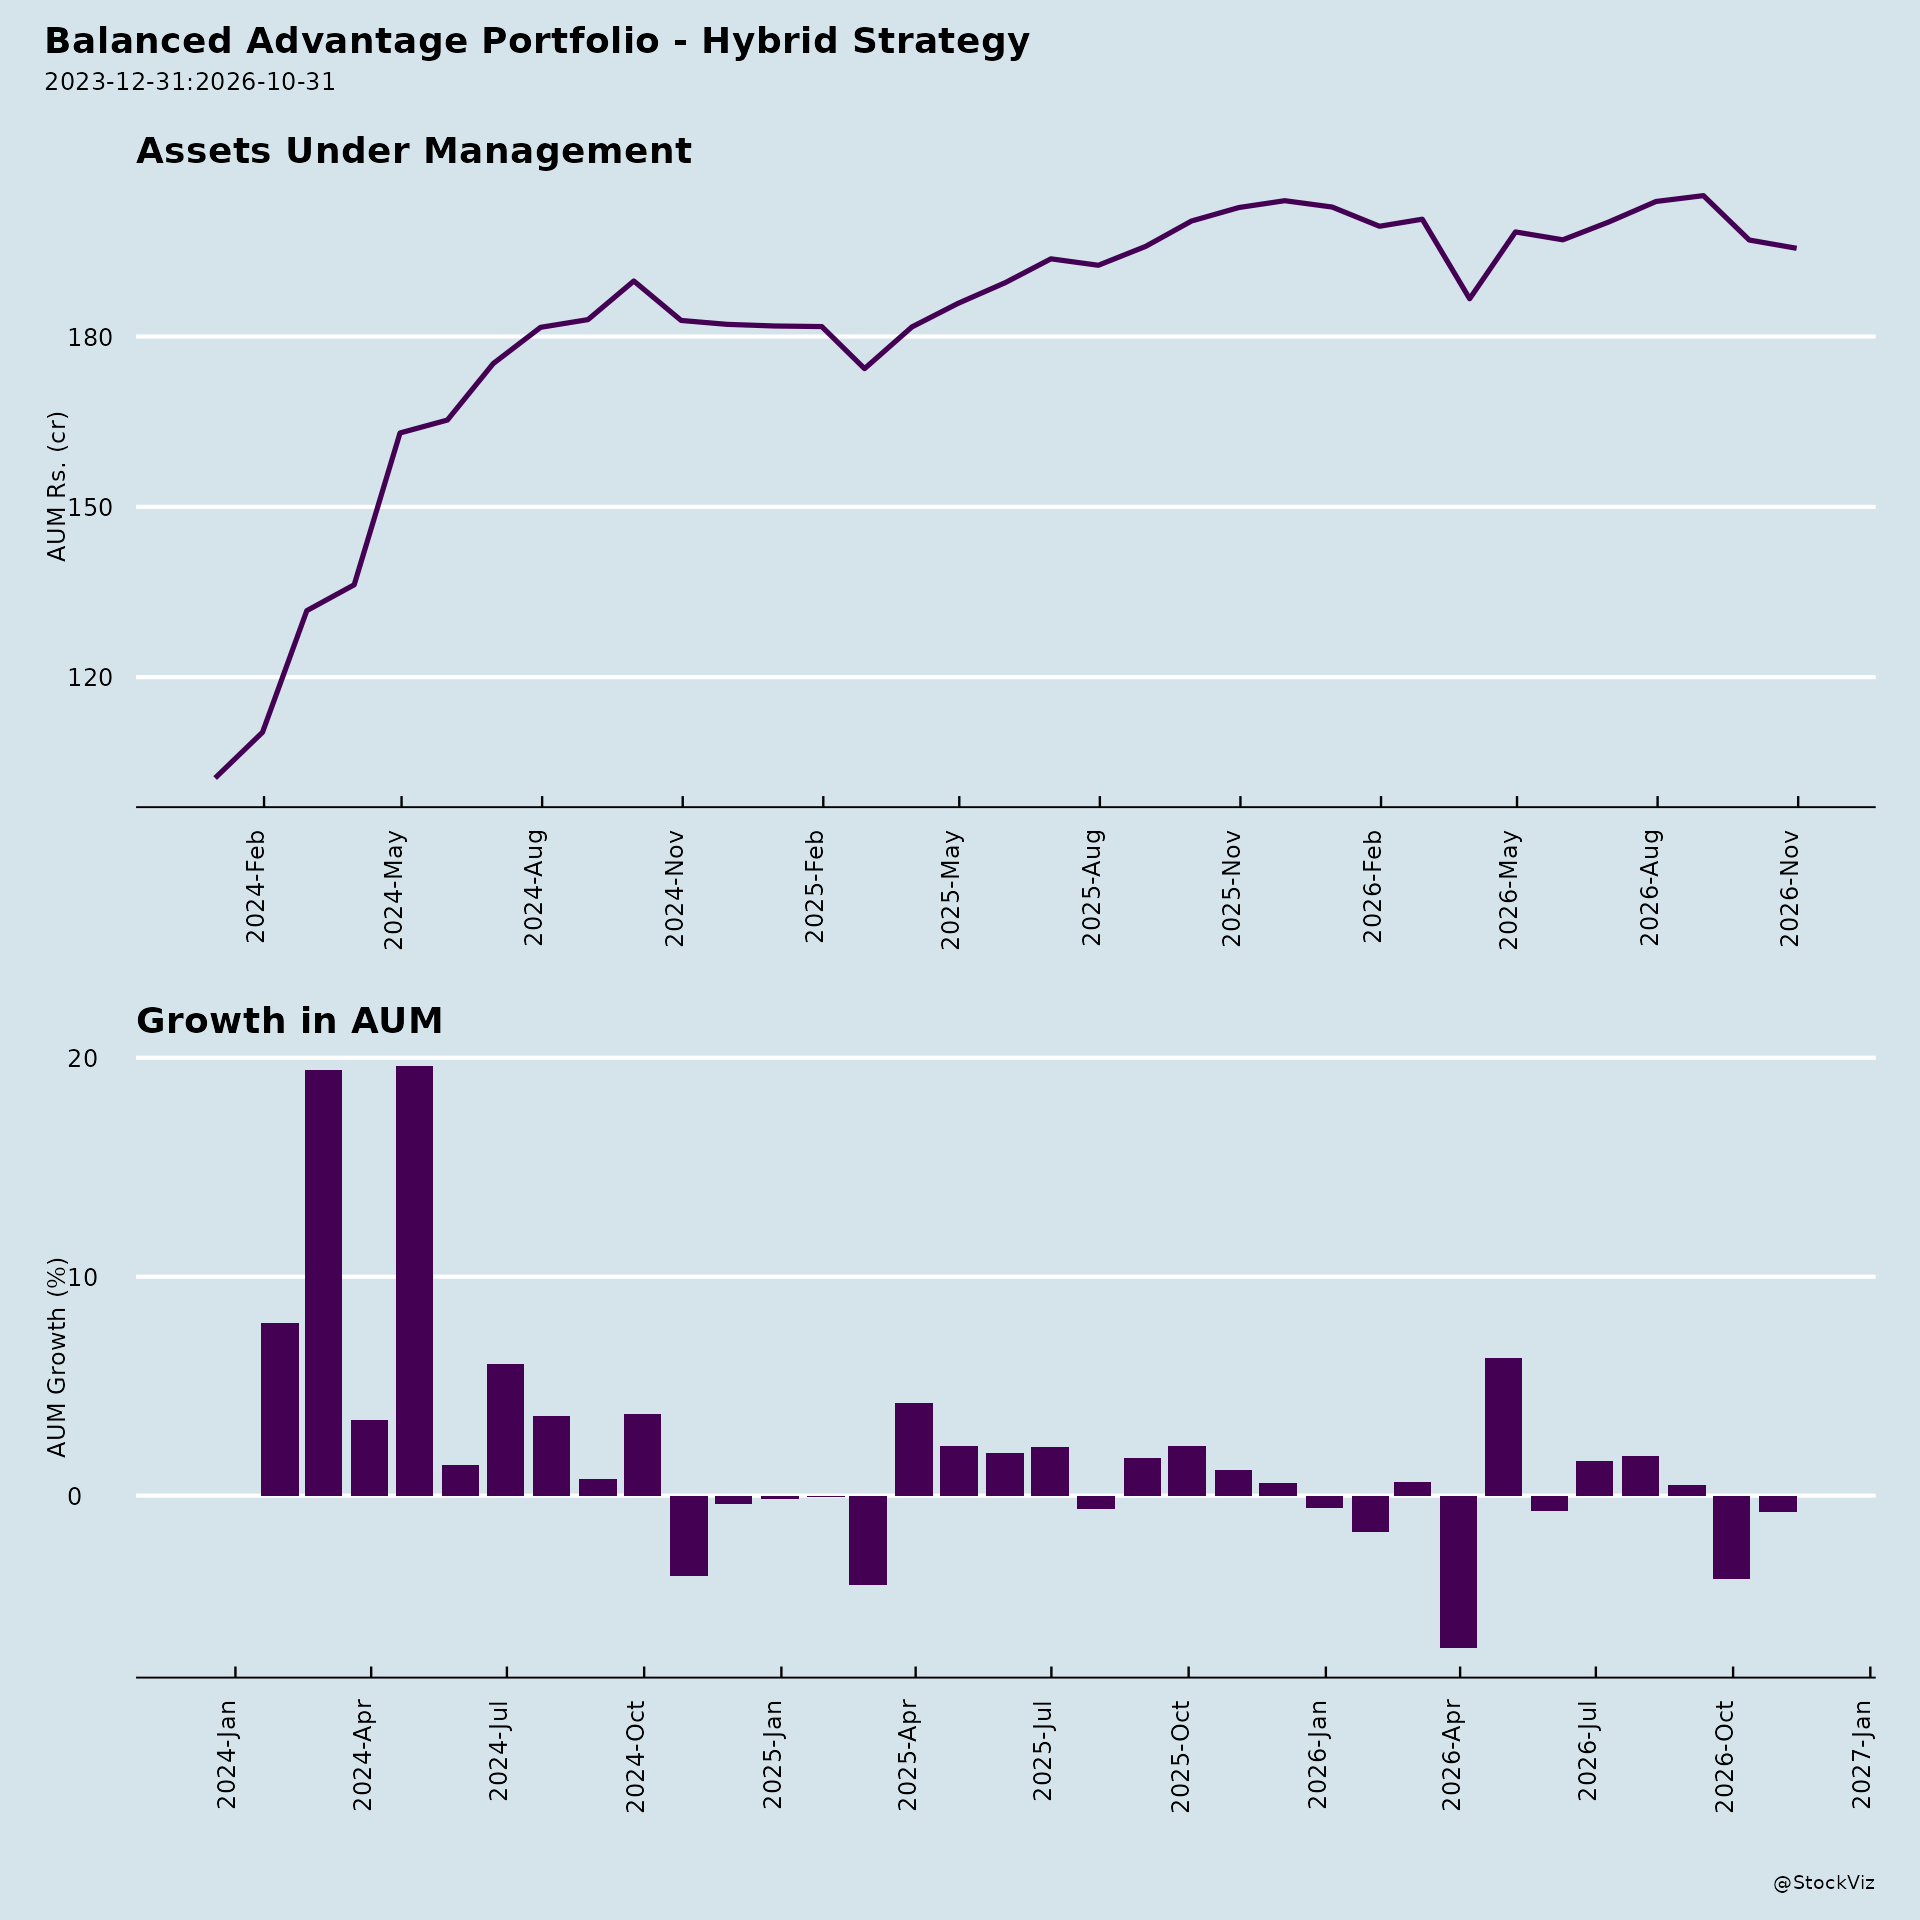 Balanced Advantage Portfolio - Hybrid Strategy
2023-12-31:2026-10-31
Assets Under Management
AUM Rs. (cr)
180
150
120
2024-Feb
2024-May
2024-Aug
2024-Nov
2025-Feb
2025-May
2025-Aug
2025-Nov
2026-Feb
2026-May
2026-Aug
2026-Nov
Growth in AUM
AUM Growth (%)
20
10
0
2024-Jan
2024-Apr
2024-Jul
2024-Oct
2025-Jan
2025-Apr
2025-Jul
2025-Oct
2026-Jan
2026-Apr
2026-Jul
2026-Oct
2027-Jan
@StockViz